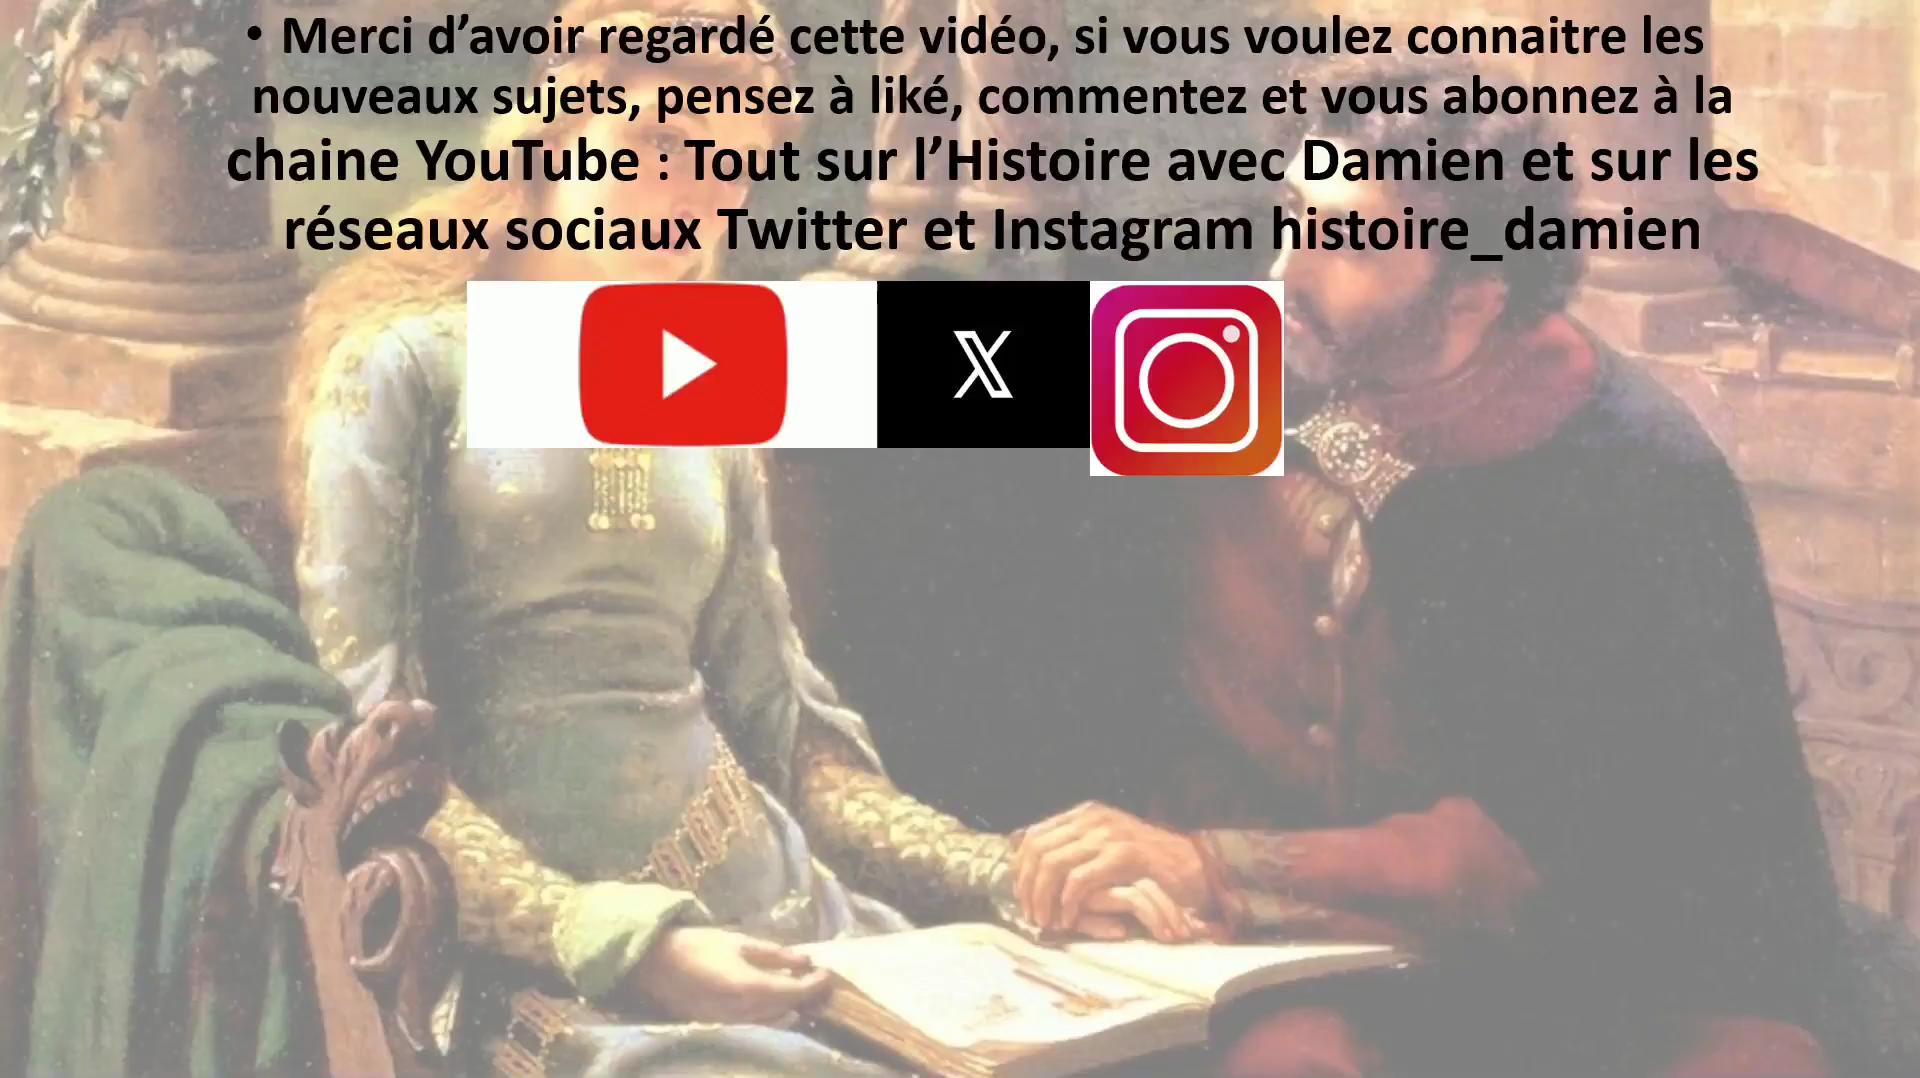 • Merci d’avoir regardé cette vidéo, si vous voulez connaitre les
nouveaux sujets, pensez à liké, commentez et vous abonnez à la
chaine YouTube : Tout sur l’Histoire avec Damien et sur les
réseaux sociaux Twitter et Instagram histoire_damien